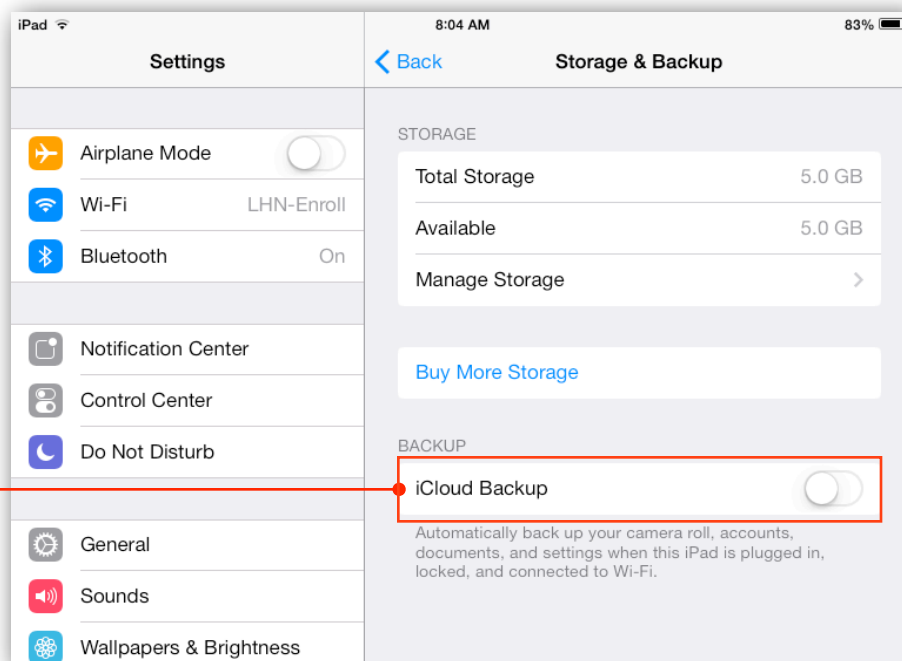 iPad
8:04 AM
83%
Settings
Back
Storage & Backup
Airplane Mode
Wi-Fi
LHN-Enroll
Bluetooth
On
Notification Center
Control Center
Do Not Disturb
General
Sounds
Wallpapers & Brightness
STORAGE
Total Storage
5.0 GB
Available
5.0 GB
Manage Storage
Buy More Storage
BACKUP
iCloud Backup
Automatically back up your camera roll, accounts,
documents, and settings when this iPad is plugged in,
locked, and connected to Wi-Fi.